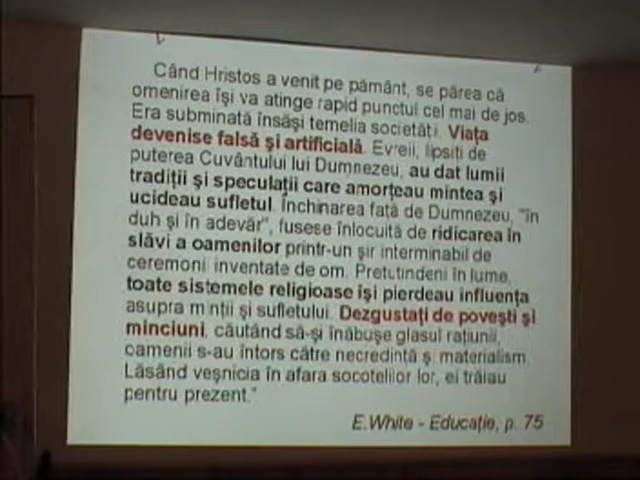 Când Hristos a venit pe pământ, se părea că
omenirea își va atinge rapid punctul cel mai de jos.
Era subminată însăși temelia societăți. Viața
devenise falsă și artificială. Evreii, lipsiți de
puterea Cuvântului lui Dumnezeu, au dat lumii
tradiții și speculații care amorțeau mintea și
ucideau sufletul. Închinarea față de Dumnezeu, "în
duh și în adevăr", fusese înlocuită de ridicarea în
slăvi a oamenilor printr-un șir interminabil de
ceremonii inventate de om. Pretutindeni în lume,
toate sistemele religioase își pierdeau influența
asupra minții și sufletului. Dezgustați de povești și
minciuni, căutând să-și înăbușe glasul rațiunii,
oamenii s-au întors către necredință și materialism.
Lăsând veșnicia în afara socotelilor lor, ei trăiau
pentru prezent."
E.White - Educație, p. 75